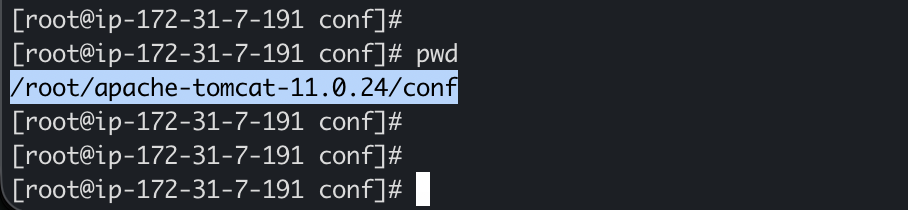 [root@ip-172-31-7-191 conf]#
[root@ip-172-31-7-191 conf]# pwd
/root/apache-tomcat-11.0.24/conf
[root@ip-172-31-7-191 conf]#
[root@ip-172-31-7-191 conf]#
[root@ip-172-31-7-191 conf]#